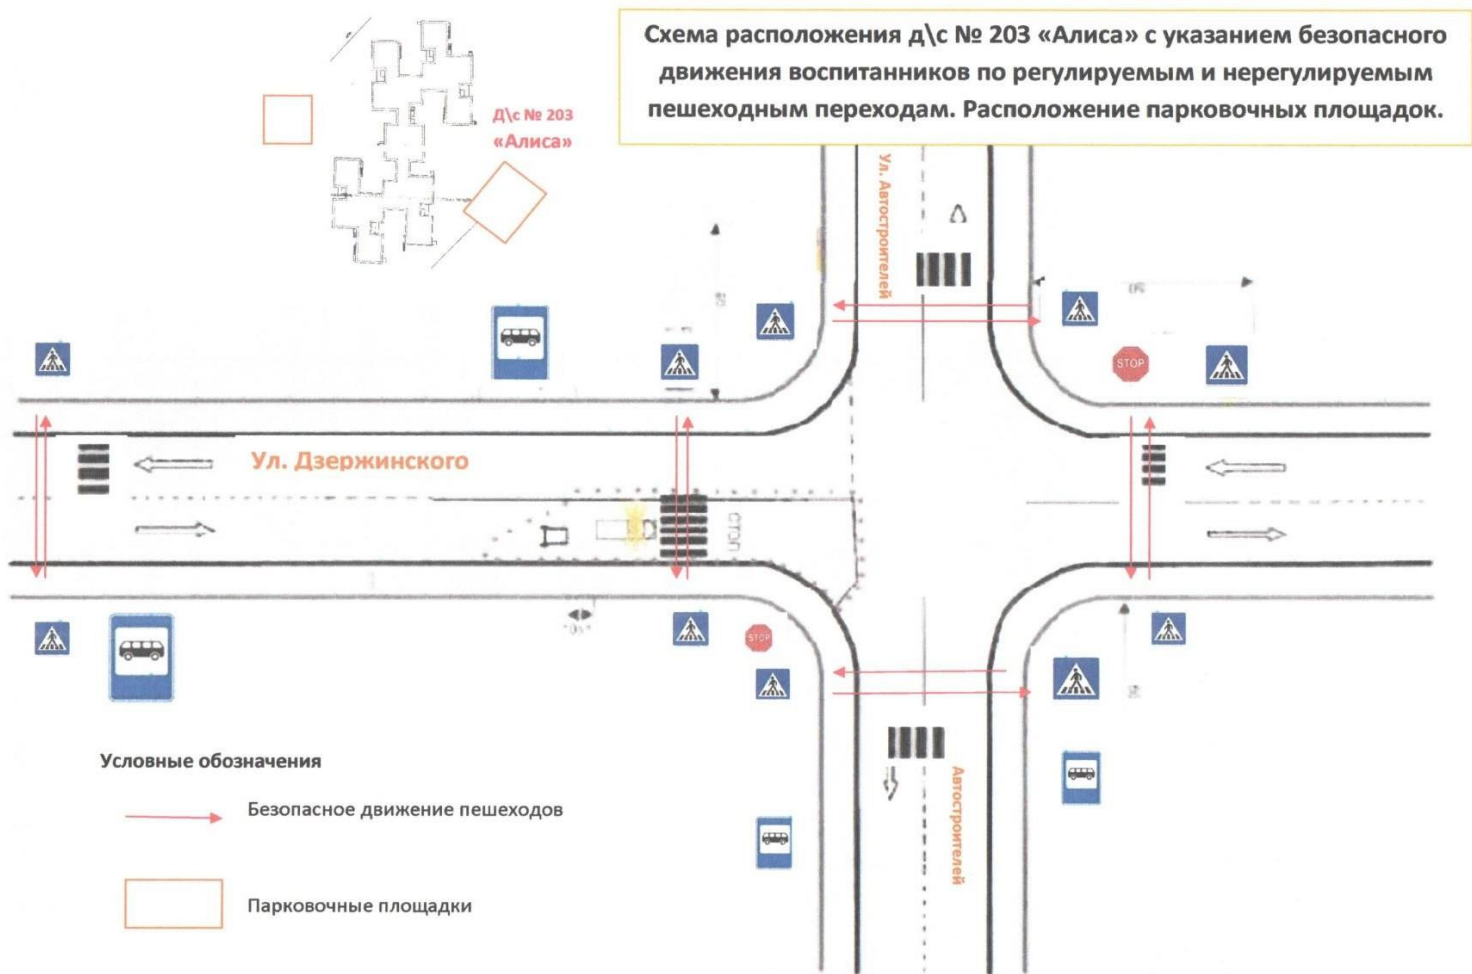 Схема расположения д\с № 203 «Алиса» с указанием безопасного
движения воспитанников по регулируемым и нерегулируемым
пешеходным переходам. Расположение парковочных площадок.
Д\с № 203
«Алиса»
Ул. Автостроителей
STOP
Ул. Дзержинского
стоп
STOP
Автостроителей
Условные обозначения
Безопасное движение пешеходов
Парковочные площадки